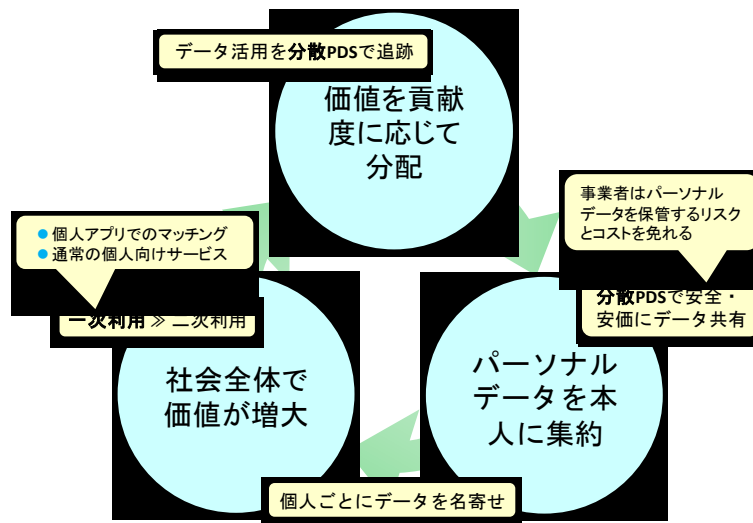 データ活用を分散PDSで追跡
価値を貢献
度に応じて
分配
事業者はパーソナル
データを保管するリスク
とコストを免れる
分散PDSで安全・
安価にデータ共有
●個人アプリでのマッチング
●通常の個人向けサービス
一次利用 ≫ 二次利用
社会全体で
価値が増大
パーソナル
データを本
人に集約
個人ごとにデータを名寄せ